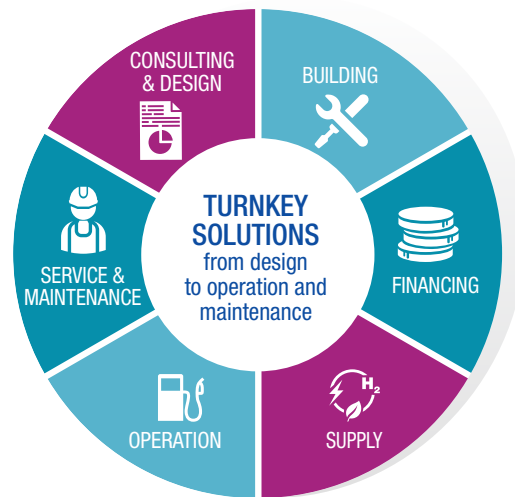 CONSULTING
& DESIGN
BUILDING
FINANCING
H₂
SUPPLY
OPERATION
SERVICE &
MAINTENANCE
TURNKEY
SOLUTIONS
from design
to operation and
maintenance